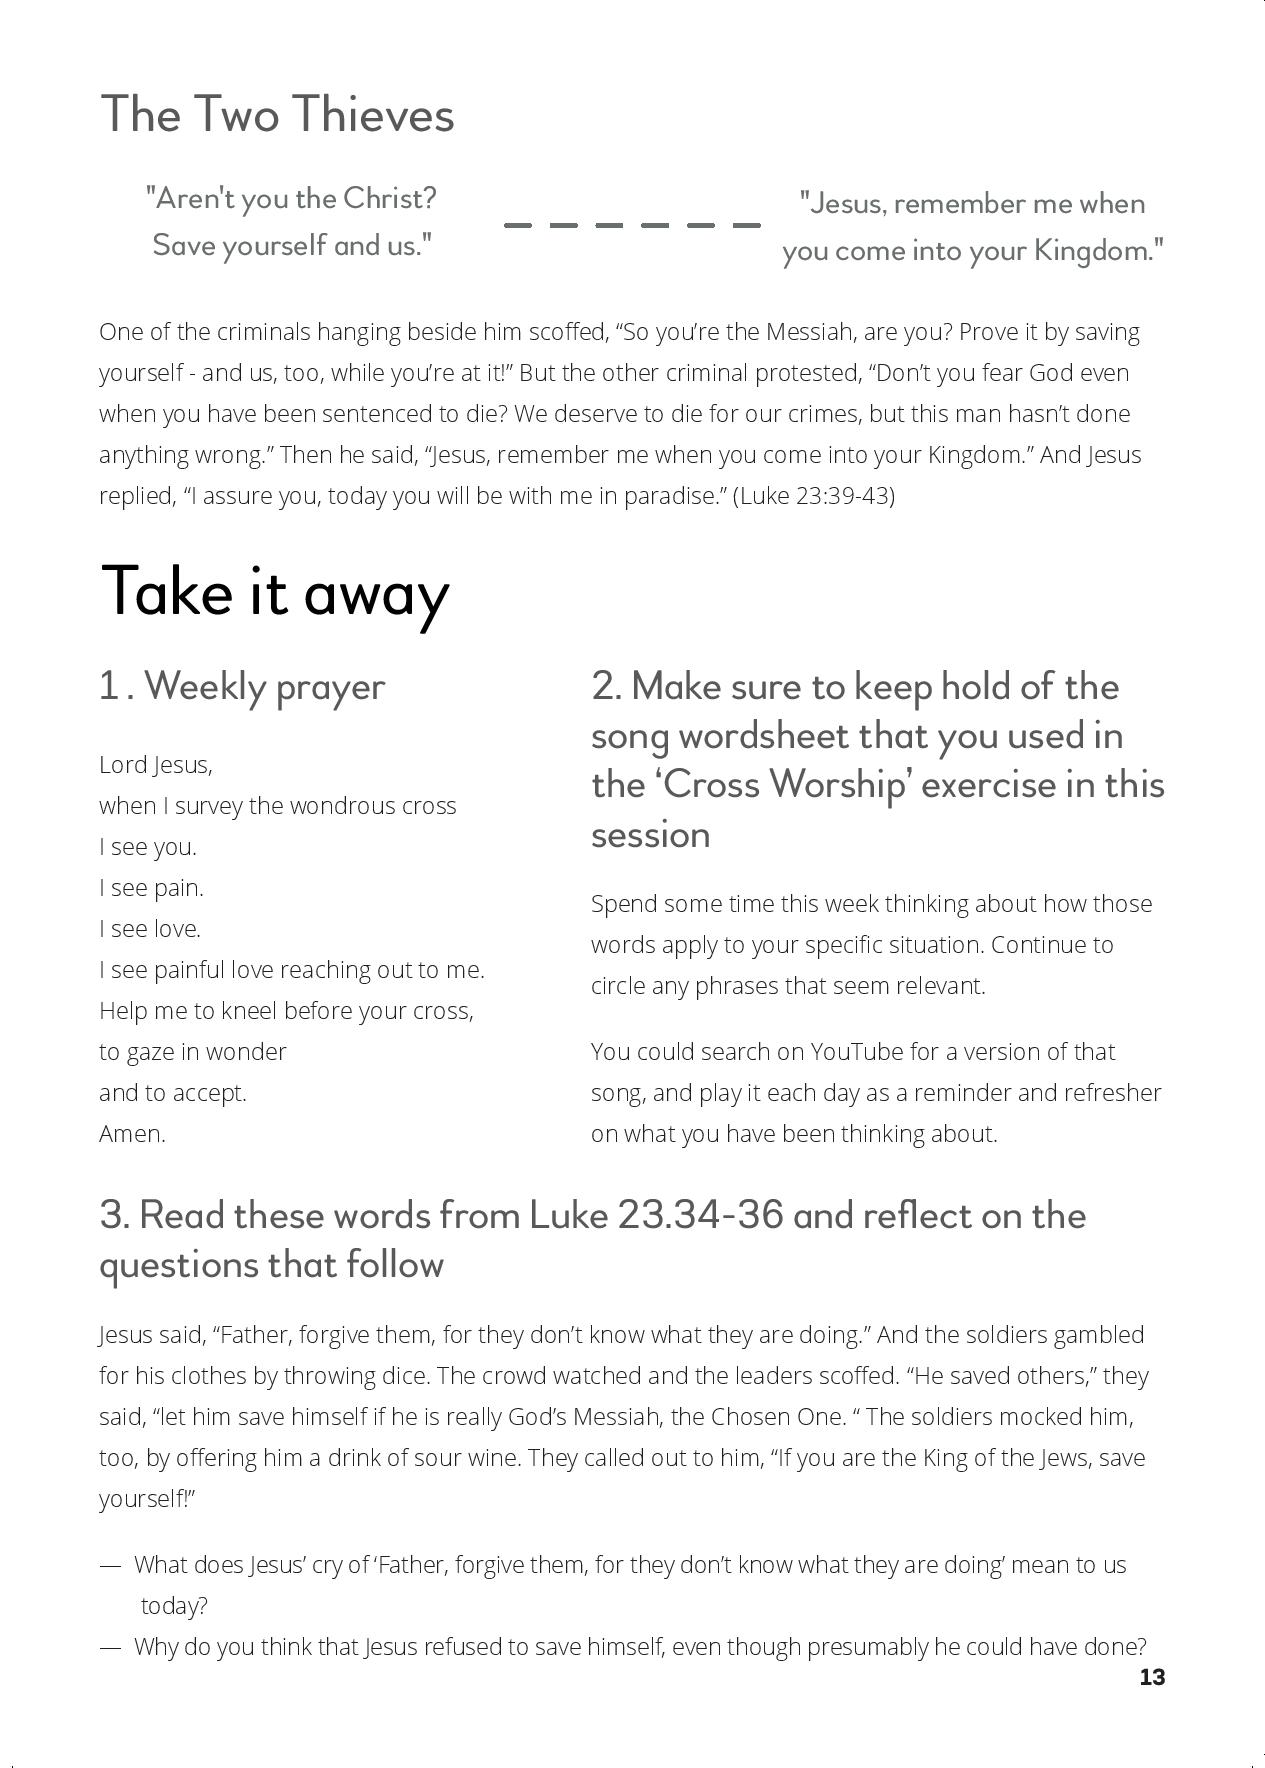 The Two Thieves
"Aren't you the Christ?
Save yourself and us."
"Jesus, remember me when
you come into your Kingdom."
One of the criminals hanging beside him scoffed, “So you’re the Messiah, are you? Prove it by saving
yourself - and us, too, while you’re at it!” But the other criminal protested, “Don’t you fear God even
when you have been sentenced to die? We deserve to die for our crimes, but this man hasn’t done
anything wrong.” Then he said, “Jesus, remember me when you come into your Kingdom.” And Jesus
replied, “I assure you, today you will be with me in paradise.” (Luke 23:39-43)
Take it away
1. Weekly prayer
Lord Jesus,
when I survey the wondrous cross
I see you.
I see pain.
I see love.
I see painful love reaching out to me.
Help me to kneel before your cross,
to gaze in wonder
and to accept.
Amen.
2. Make sure to keep hold of the
song wordsheet that you used in
the ‘Cross Worship’ exercise in this
session
Spend some time this week thinking about how those
words apply to your specific situation. Continue to
circle any phrases that seem relevant.
You could search on YouTube for a version of that
song, and play it each day as a reminder and refresher
on what you have been thinking about.
3. Read these words from Luke 23.34-36 and reflect on the
questions that follow
Jesus said, “Father, forgive them, for they don’t know what they are doing.” And the soldiers gambled
for his clothes by throwing dice. The crowd watched and the leaders scoffed. “He saved others,” they
said, “let him save himself if he is really God’s Messiah, the Chosen One. “ The soldiers mocked him,
too, by offering him a drink of sour wine. They called out to him, “If you are the King of the Jews, save
yourself!”
— What does Jesus’ cry of ‘Father, forgive them, for they don’t know what they are doing’ mean to us
today?
— Why do you think that Jesus refused to save himself, even though presumably he could have done?
13